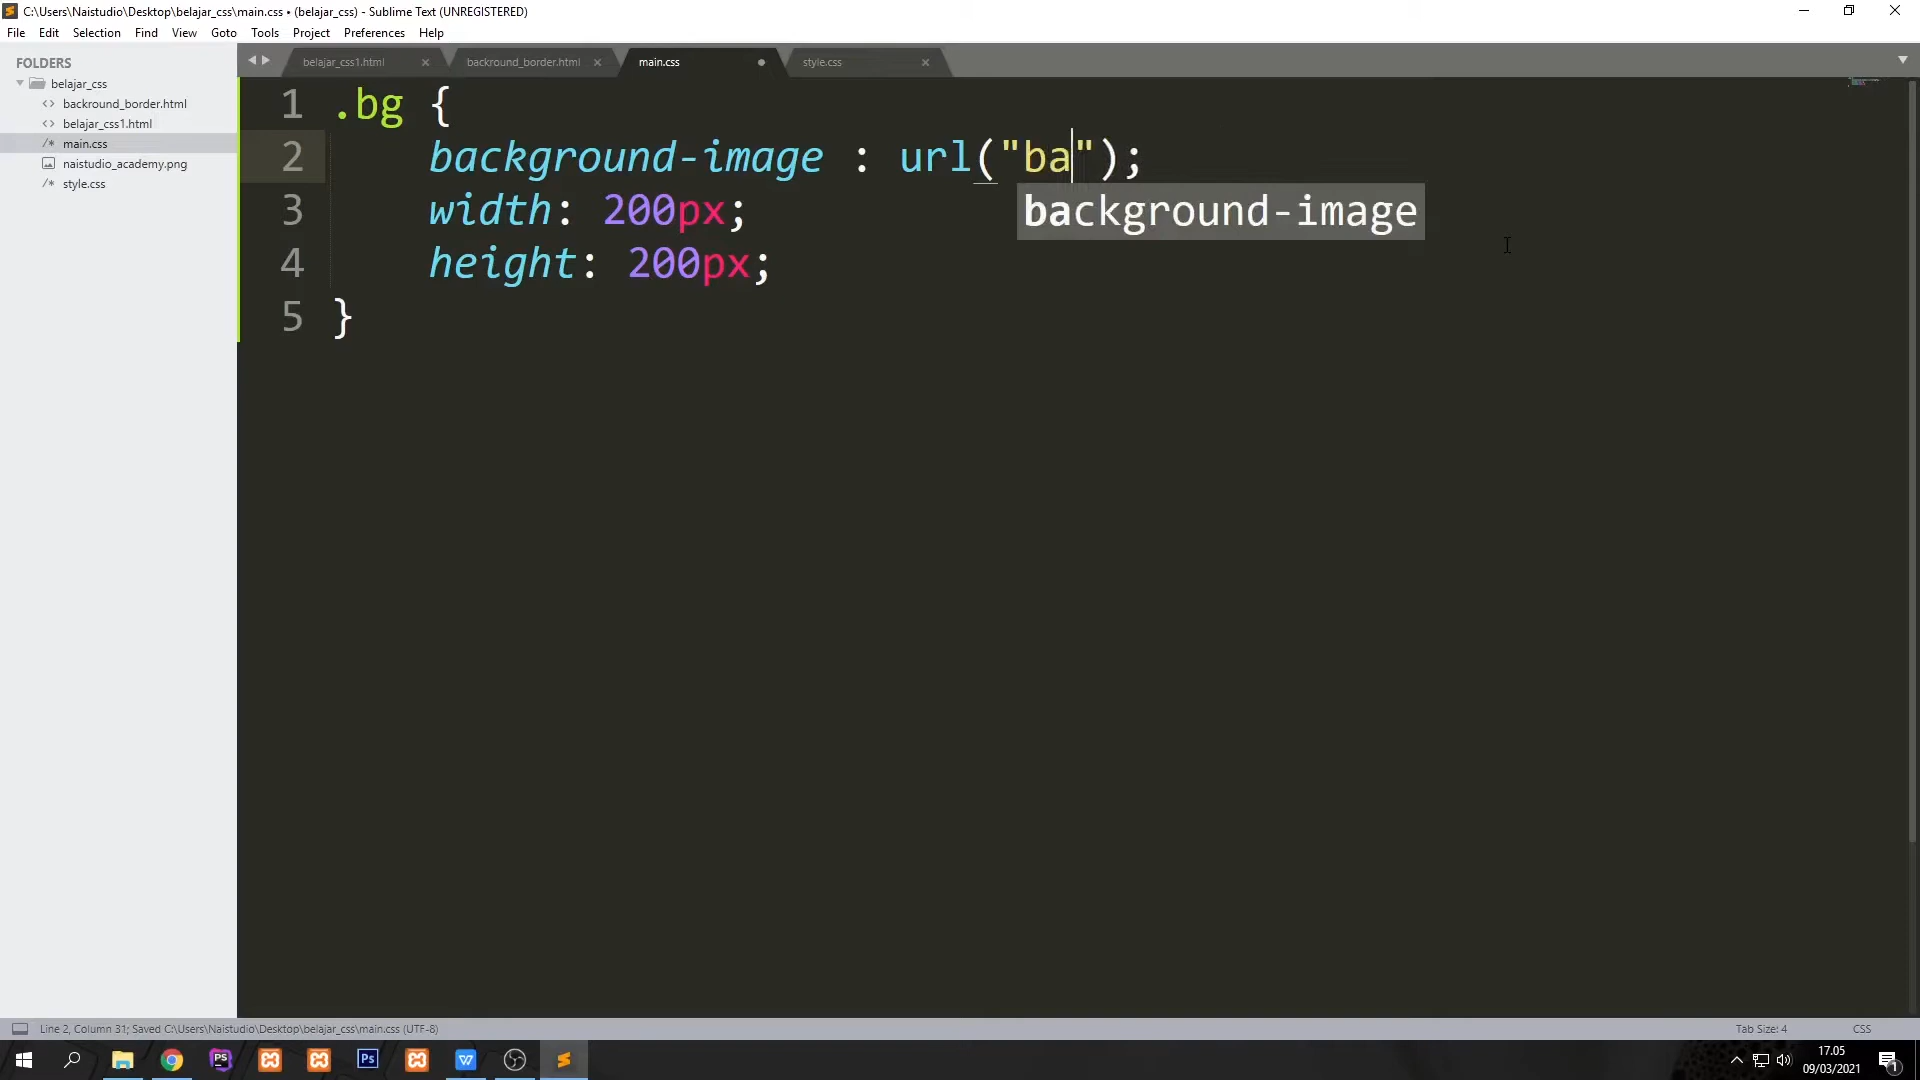 C:\Users\Naistudio\Desktop\belajar_css\main.css • (belajar_css) - Sublime Text (UNREGISTERED)
File Edit Selection Find View Goto Tools Project Preferences Help
FOLDERS
belajar_css
backround_border.html
belajar_css1.html
main.css
naistudio_academy.png
style.css
belajar_css1.html
backround_border.html
main.css
style.css
1 .bg {
2 background-image : url("ba");
background-image
3 width: 200px;
4 height: 200px;
5 }
Line 2, Column 31; Saved C:\Users\Naistudio\Desktop\belajar_css\main.css (UTF-8)
Tab Size: 4
CSS
PS
Ps
W
17.05
09/03/2021
1